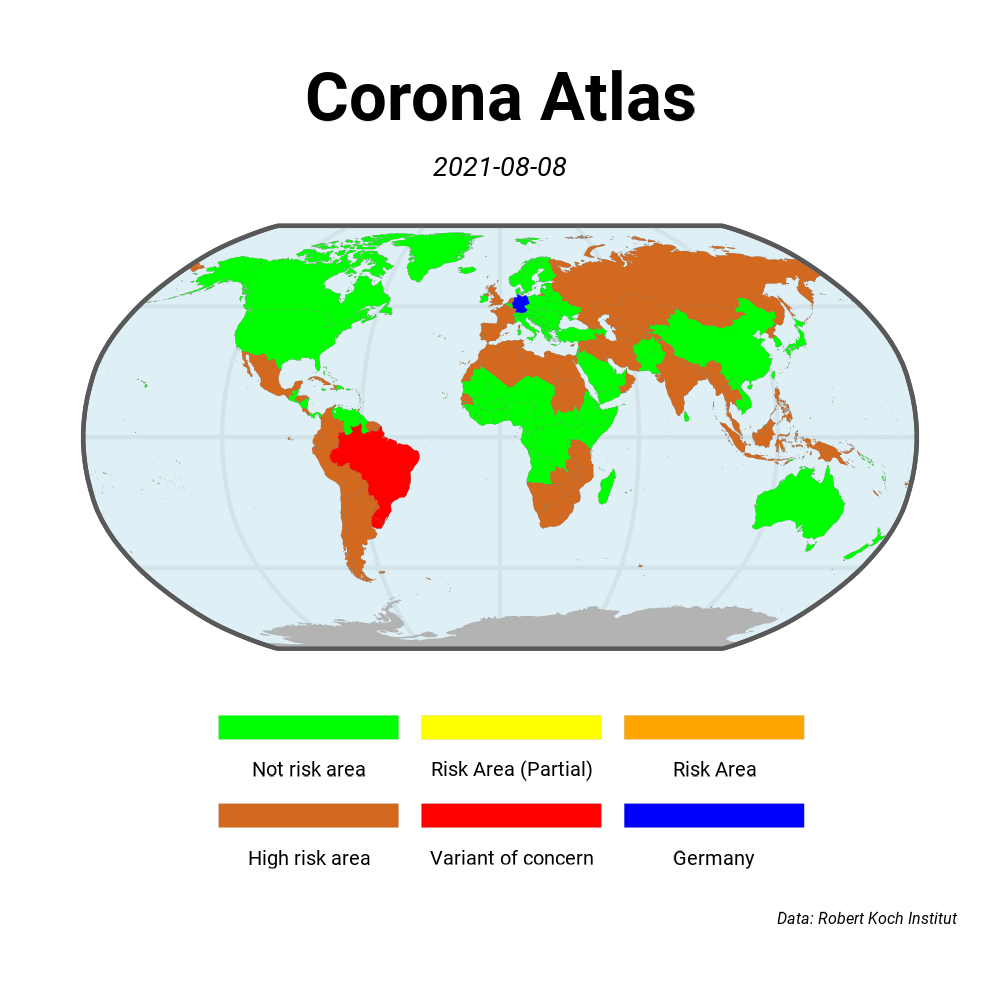 Corona Atlas
2021-08-08
Not risk area
Risk Area (Partial)
Risk Area
High risk area
Variant of concern
Germany
Data: Robert Koch Institut